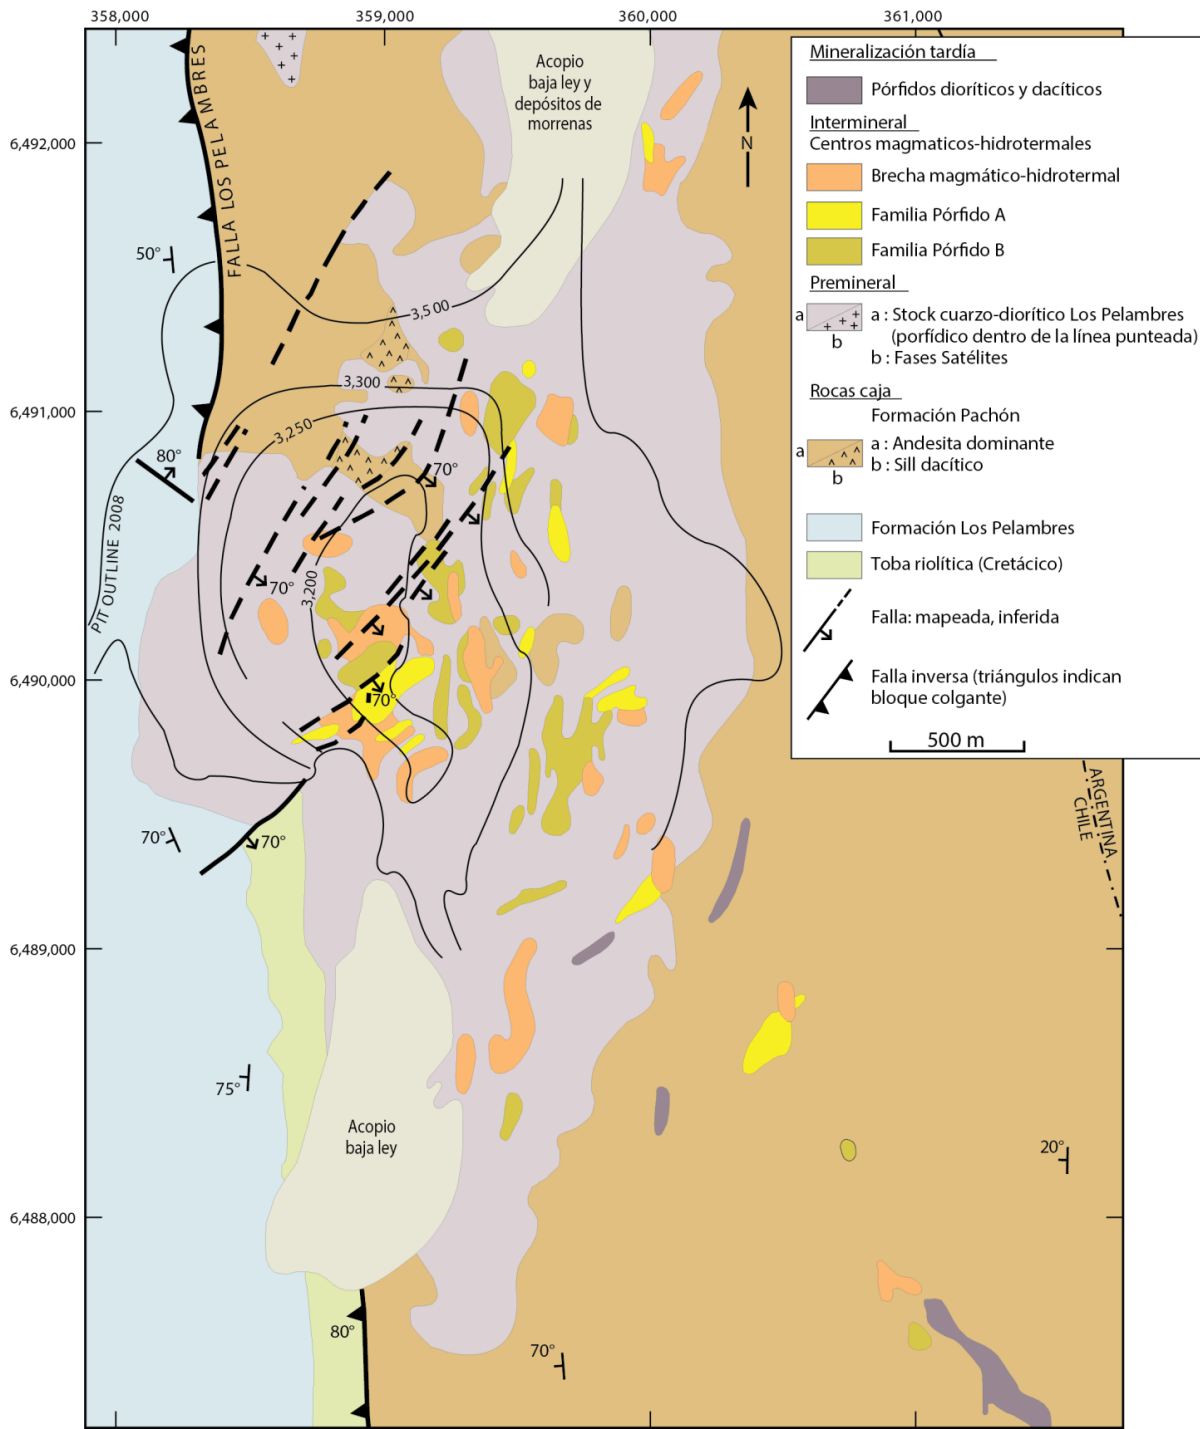 358,000
359,000
360,000
361,000
6,492,000
6,491,000
6,490,000
6,489,000
6,488,000
FALLA LOS PELAMBRES
Acopio
baja ley y
depósitos de
morrenas
N
50°
3,500
3,300
3,250
3,200
80°
70°
70°
70°
PIT OUTLINE 2008
70°
70°
75°
Acopio
baja ley
80°
70°
20°
ARGENTINA
CHILE
Mineralización tardía
Pórfidos dioríticos y dacíticos
Intermineral
Centros magmaticos-hidrotermales
Brecha magmático-hidrotermal
Familia Pórfido A
Familia Pórfido B
Premineral
a
b
a : Stock cuarzo-diorítico Los Pelambres
(porfídico dentro de la línea punteada)
b : Fases Satélites
Rocas caja
Formación Pachón
a
b
a : Andesita dominante
b : Sill dacítico
Formación Los Pelambres
Toba riolítica (Cretácico)
Falla: mapeada, inferida
Falla inversa (triángulos indican
bloque colgante)
500 m